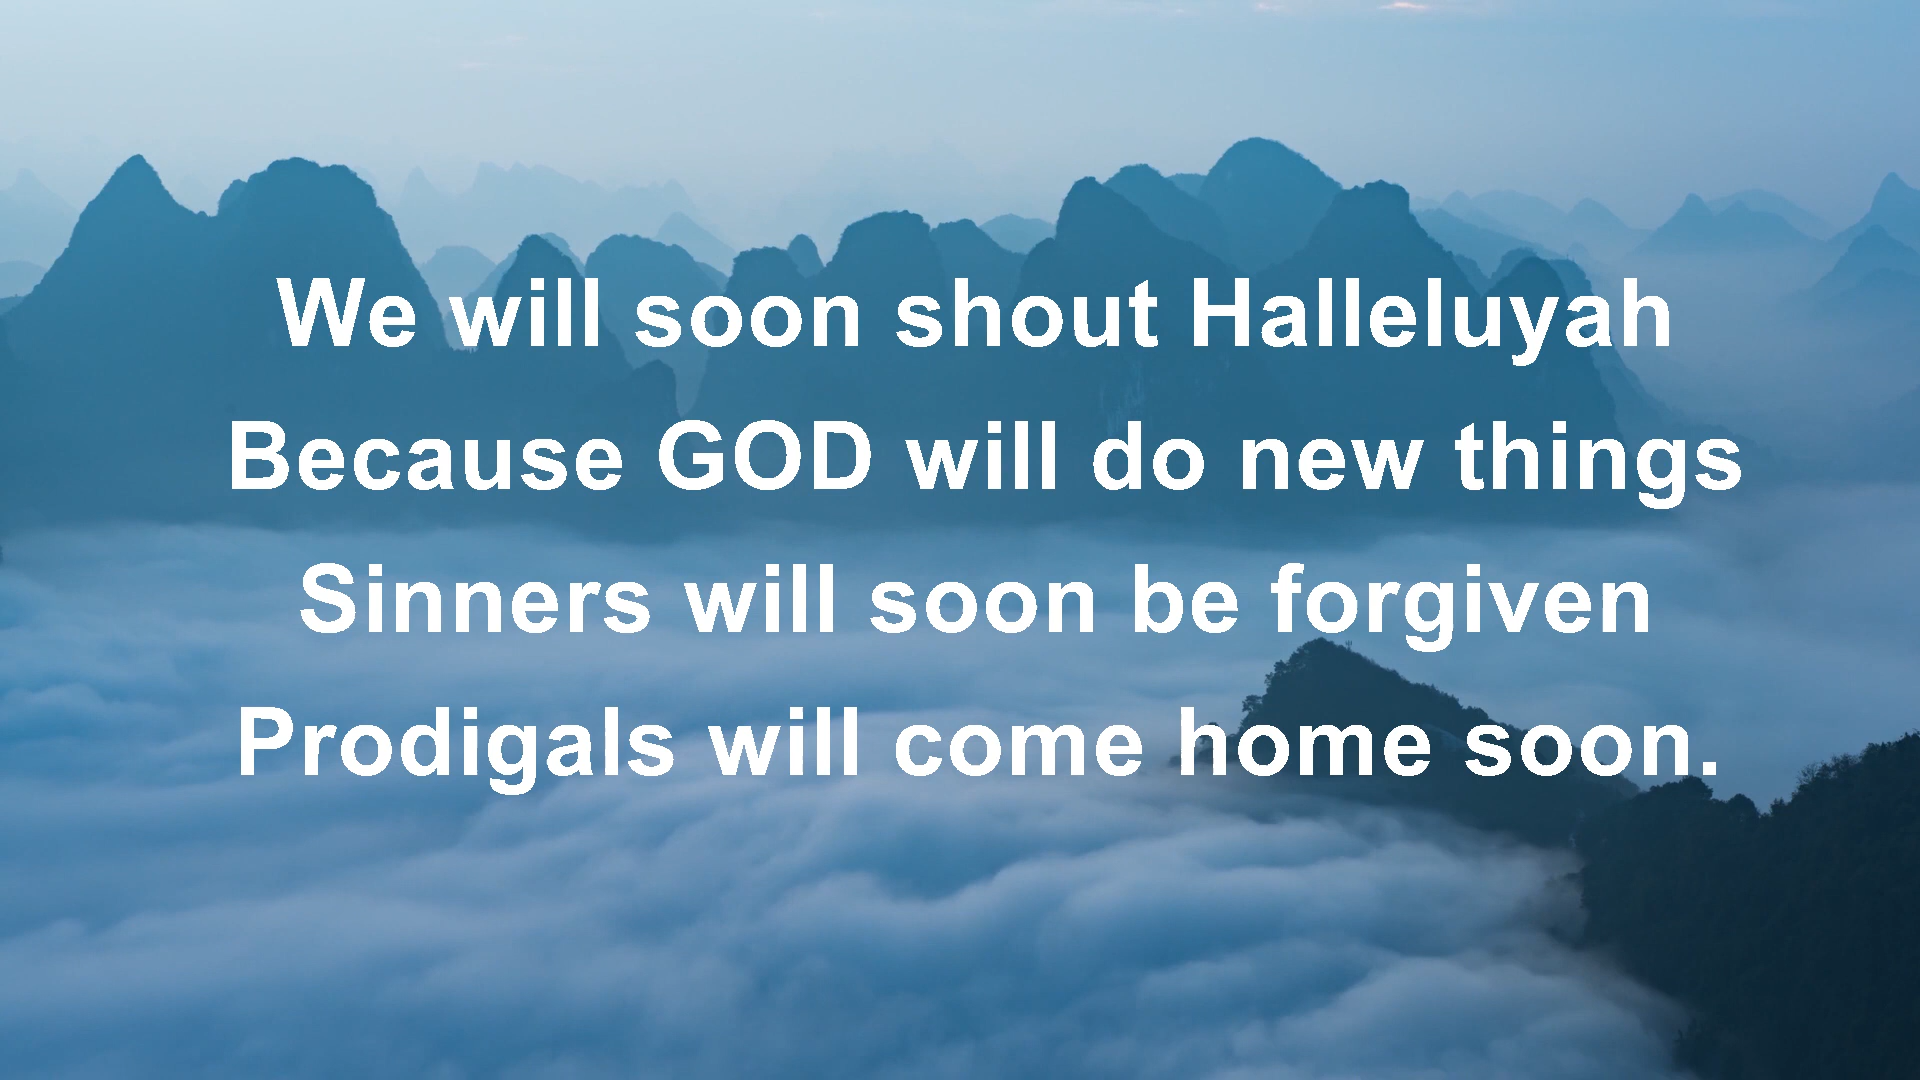 We will soon shout Halleluyah
Because GOD will do new things
Sinners will soon be forgiven
Prodigals will come home soon.